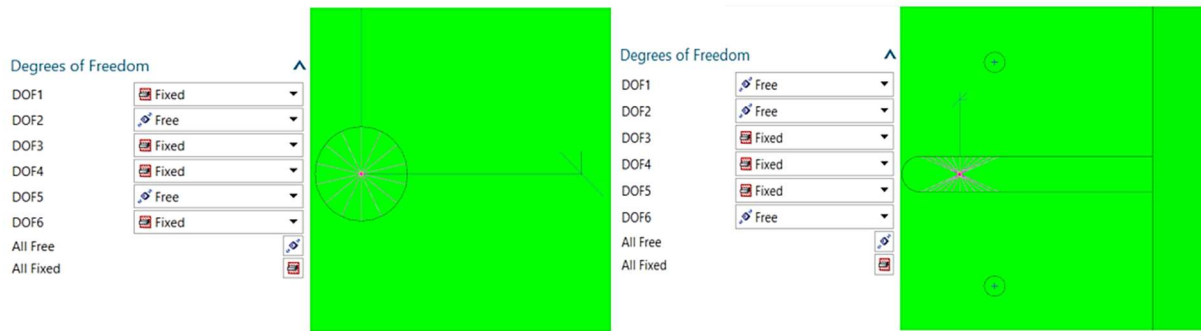 Degrees of Freedom
DOF1 Fixed
DOF2 Free
DOF3 Fixed
DOF4 Fixed
DOF5 Free
DOF6 Fixed
All Free
All Fixed
Degrees of Freedom
DOF1 Free
DOF2 Free
DOF3 Fixed
DOF4 Fixed
DOF5 Fixed
DOF6 Free
All Free
All Fixed